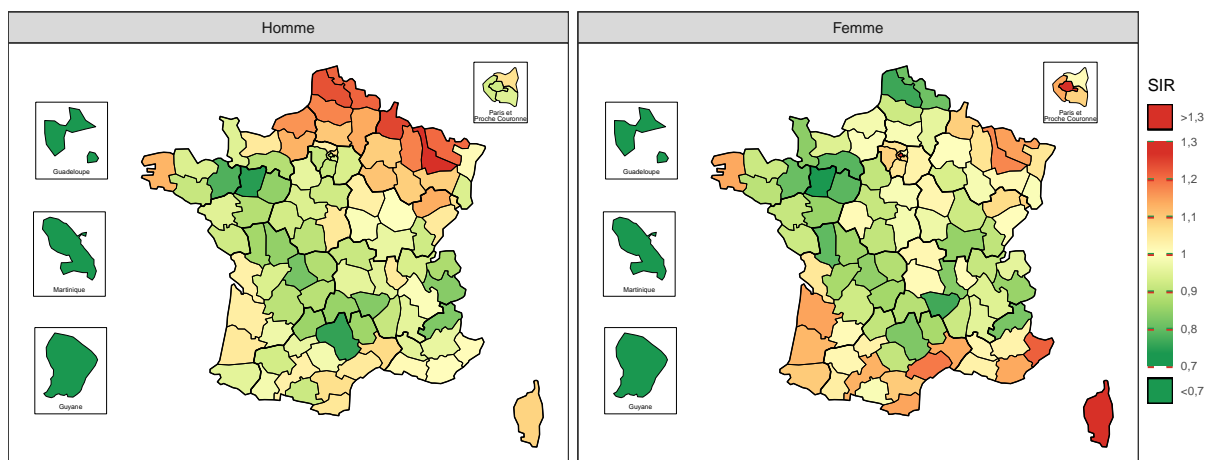 Homme
Femme
Paris et
Proche Couronne
Guadeloupe
Martinique
Guyane
Paris et
Proche Couronne
Guadeloupe
Martinique
Guyane
SIR
>1,3
1,3
1,2
1,1
1
0,9
0,8
0,7
<0,7